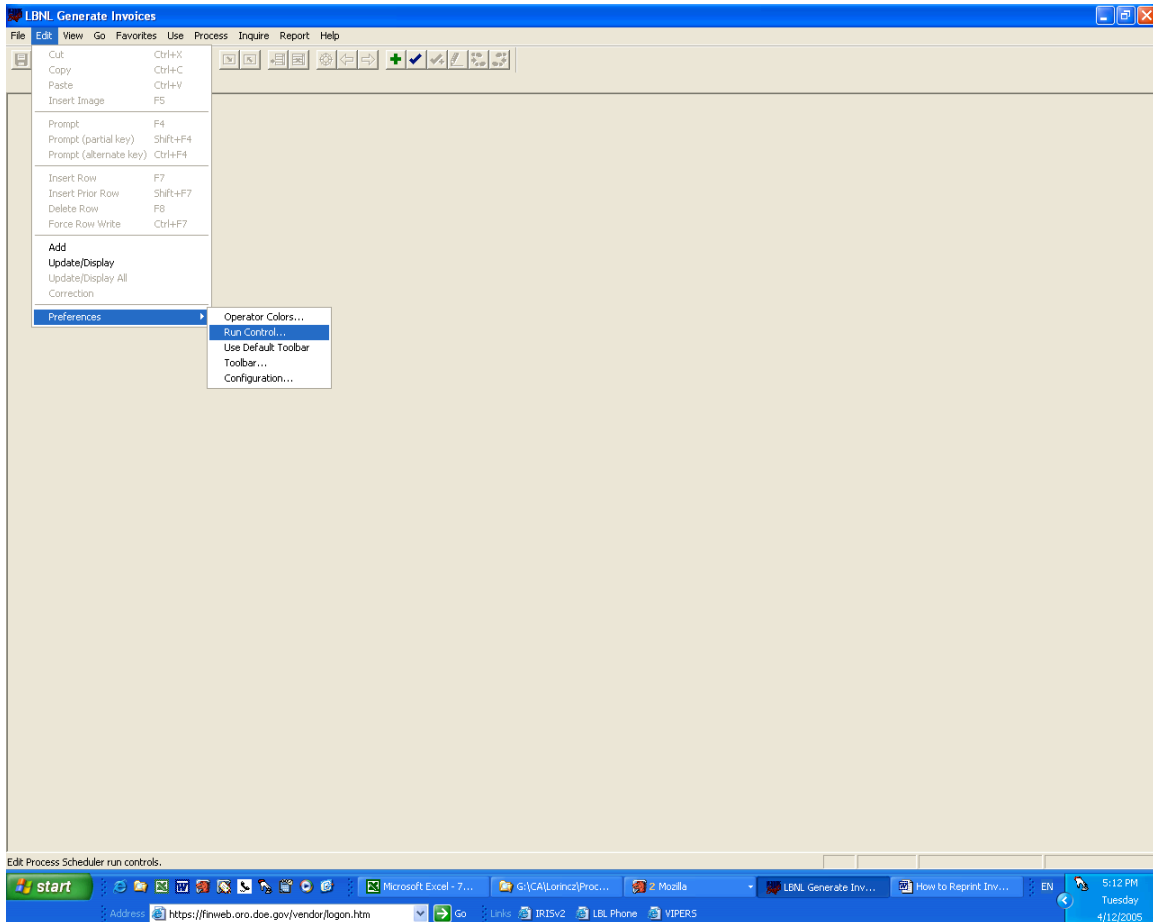 LBNL Generate Invoices
File Edit View Go Favorites Use Process Inquire Report Help
Cut Ctrl+X
Copy Ctrl+C
Paste Ctrl+V
Insert Image F5
Prompt F4
Prompt (partial key) Shift+F4
Prompt (alternate key) Ctrl+F4
Insert Row F7
Insert Prior Row Shift+F7
Delete Row F8
Force Row Write Ctrl+F7
Add
Update/Display
Update/Display All
Correction
Preferences
Operator Colors...
Run Control...
Use Default Toolbar
Toolbar...
Configuration...
Edit Process Scheduler run controls.
start Microsoft Excel - 7... G:\CA\Lorincz\Proc... 2 Mozilla LBNL Generate Inv... How to Reprint Inv... EN 5:12 PM
Tuesday
Address https://finweb.oro.doe.gov/vendor/logon.htm Go Links IRISv2 LBL Phone VIPERS 4/12/2005